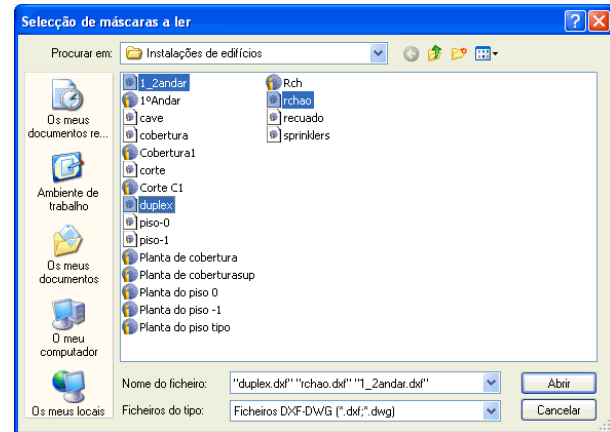 Selecção de máscaras a ler
Procurar em: Instalações de edifícios
Os meus documentos re...
Ambiente de trabalho
Os meus documentos
O meu computador
Os meus locais
1_2andar
1ºAndar
cave
cobertura
Cobertura1
corte
Corte C1
duplex
piso-0
piso-1
Planta de cobertura
Planta de coberturasup
Planta do piso 0
Planta do piso -1
Planta do piso tipo
Rch
rchao
recuado
sprinklers
Nome do ficheiro: "duplex.dxf" "rchao.dxf" "1_2andar.dxf" Abrir
Ficheiros do tipo: Ficheiros DXF-DWG (*.dxf;*.dwg) Cancelar